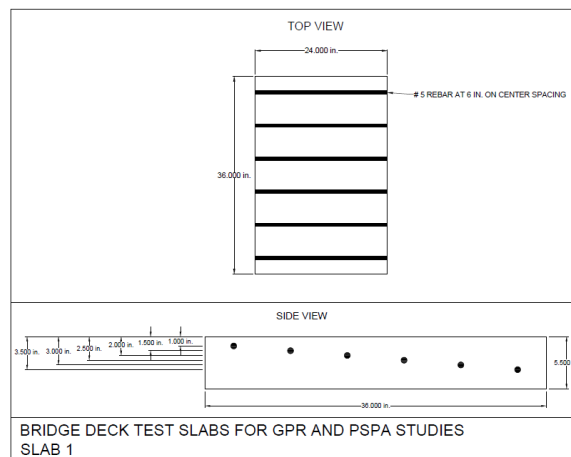 TOP VIEW
24.000 in.
# 5 REBAR AT 6 IN. ON CENTER SPACING
36.000 in.
SIDE VIEW
3.500 in.
3.000 in.
2.500 in.
2.000 in.
1.500 in.
1.000 in.
5.500
36.000 in.
BRIDGE DECK TEST SLABS FOR GPR AND PSPA STUDIES
SLAB 1